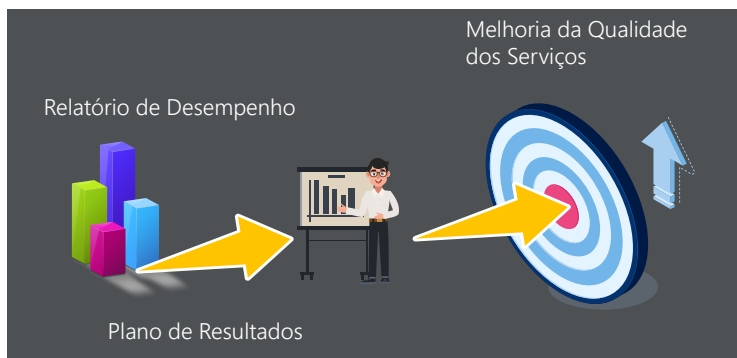 Melhoria da Qualidade
dos Serviços
Relatório de Desempenho
Plano de Resultados